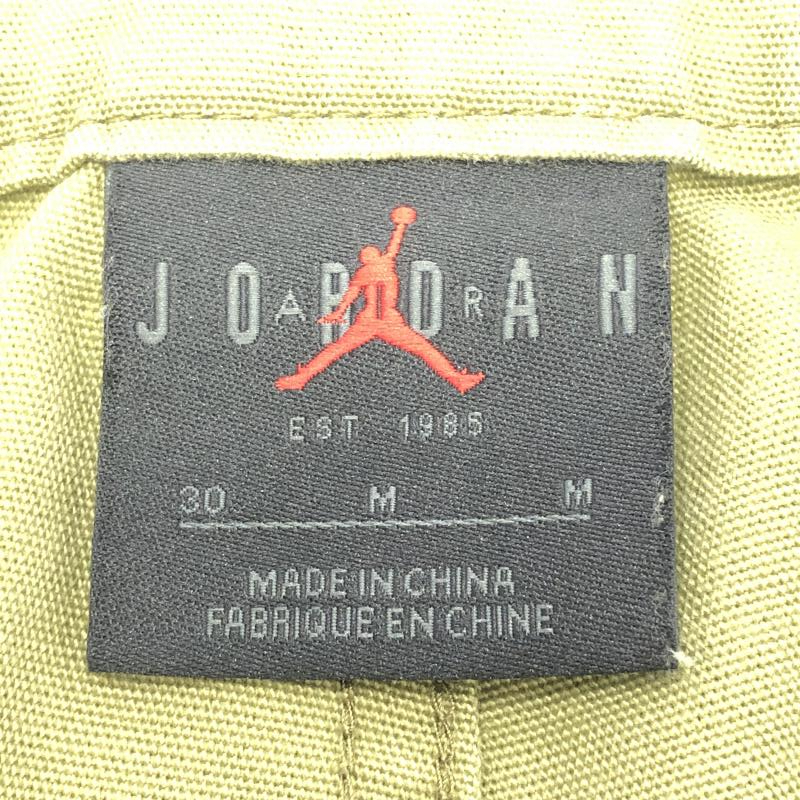 JORDAN
AIR
EST 1985
30 M M
MADE IN CHINA
FABRIQUE EN CHINE